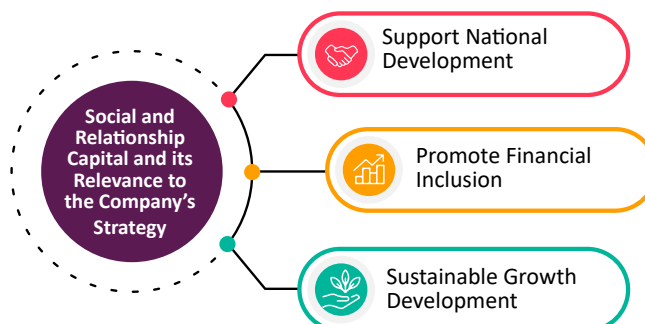 Social and
Relationship
Capital and its
Relevance to
the Company's
Strategy
Support National
Development
Promote Financial
Inclusion
Sustainable Growth
Development